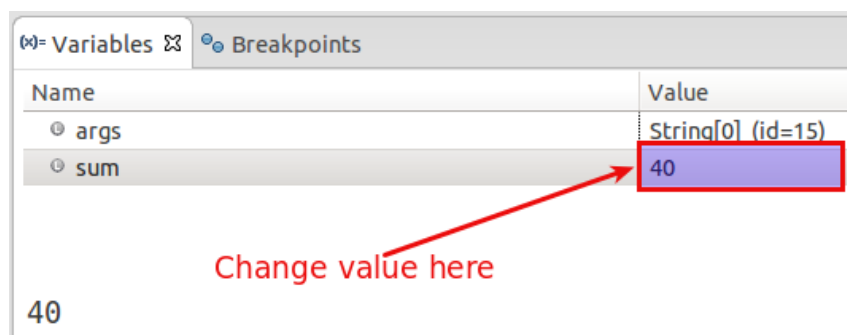 (x)= Variables Breakpoints
Name Value
L args String[0] (id=15)
L sum 40
Change value here
40